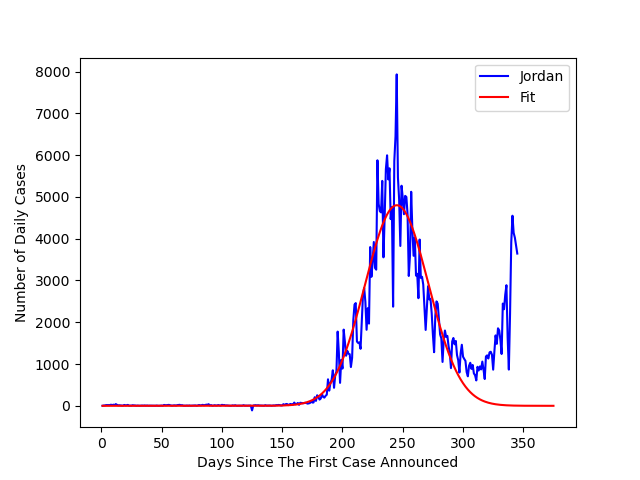 Jordan
Fit
8000
7000
6000
5000
4000
3000
2000
1000
0
Number of Daily Cases
0 50 100 150 200 250 300 350
Days Since The First Case Announced